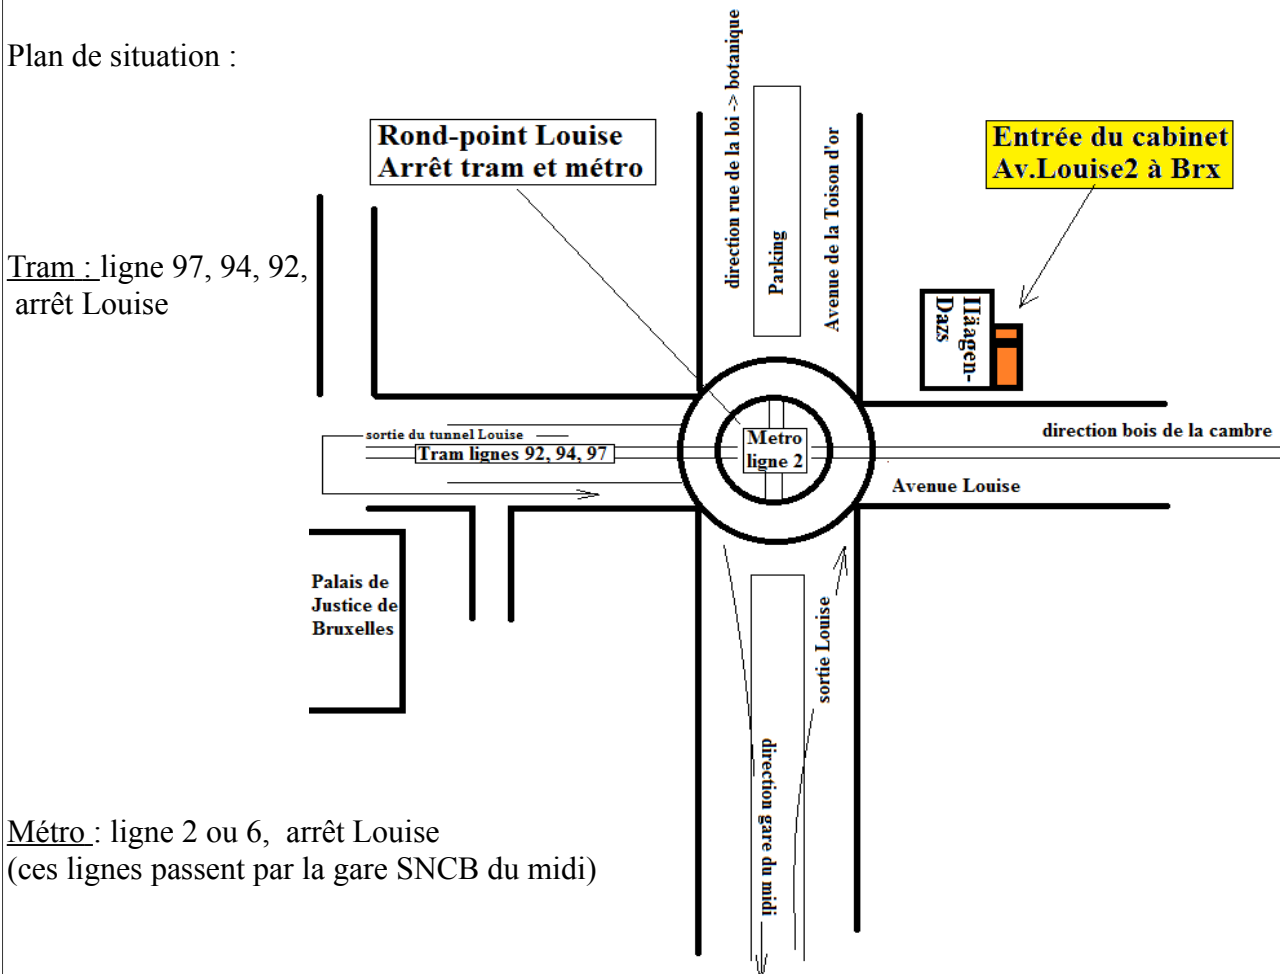 Plan de situation :
direction rue de la loi -> botanique
Parking
Avenue de la Toison d'or
Rond-point Louise
Arrêt tram et métro
Entrée du cabinet
Av.Louise2 à Brx
Tram : ligne 97, 94, 92,
arrêt Louise
Häagen-
Dazs
sortie du tunnel Louise
Tram lignes 92, 94, 97
Metro
ligne 2
direction bois de la cambre
Avenue Louise
Palais de
Justice de
Bruxelles
sortie Louise
direction gare du midi
Métro : ligne 2 ou 6, arrêt Louise
(ces lignes passent par la gare SNCB du midi)